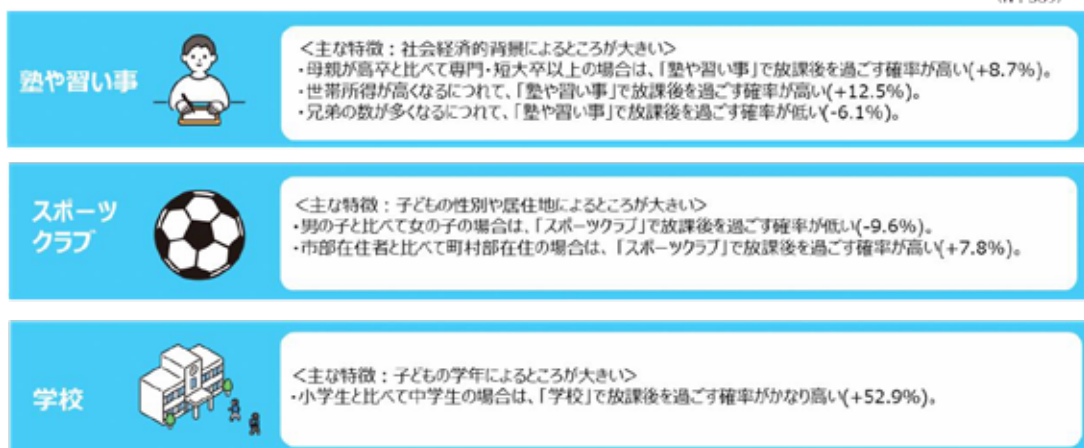 塾や習い事
<主な特徴：社会経済的背景によるところが大きい>
・母親が高卒と比べて専門・短大卒以上の場合は、「塾や習い事」で放課後を過ごす確率が高い(+8.7%)。
・世帯所得が高くなるにつれて、「塾や習い事」で放課後を過ごす確率が高い(+12.5%)。
・兄弟の数が多くなるにつれて、「塾や習い事」で放課後を過ごす確率が低い(-6.1%)。
スポーツ
クラブ
<主な特徴：子どもの性別や居住地によるところが大きい>
・男の子と比べて女の子の場合は、「スポーツクラブ」で放課後を過ごす確率が低い(-9.6%)。
・市部在住者と比べて町村部在住の場合は、「スポーツクラブ」で放課後を過ごす確率が高い(+7.8%)。
学校
<主な特徴：子どもの学年によるところが大きい>
・小学生と比べて中学生の場合は、「学校」で放課後を過ごす確率がかなり高い(+52.9%)。